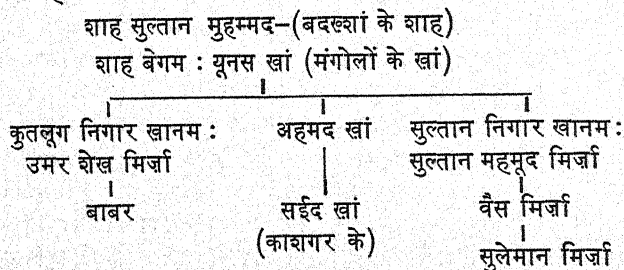 शाह सुल्तान मुहम्मद-(बदख्शां के शाह)
शाह बेगम : यूनस खां (मंगोलों के खां)
कुतलूग निगार खानम : अहमद खां सुल्तान निगार खानम :
उमर शेख मिर्ज़ा सुल्तान महमूद मिर्ज़ा
बाबर सईद खां वैस मिर्ज़ा
(काशगर के) सुलेमान मिर्ज़ा